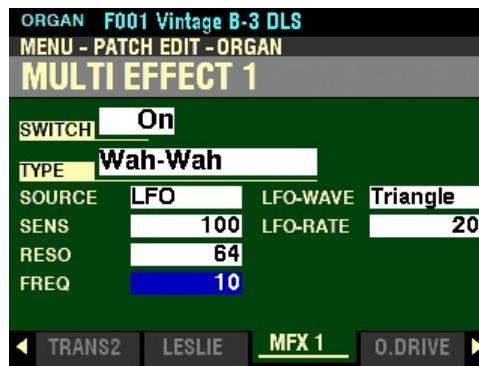 ORGAN F001 Vintage B-3 DLS
MENU - PATCH EDIT - ORGAN
MULTI EFFECT 1
SWITCH On
TYPE Wah-Wah
SOURCE LFO LFO-WAVE Triangle
SENS 100 LFO-RATE 20
RESO 64
FREQ 10
TRANS2 LESLIE MFX 1 O.DRIVE